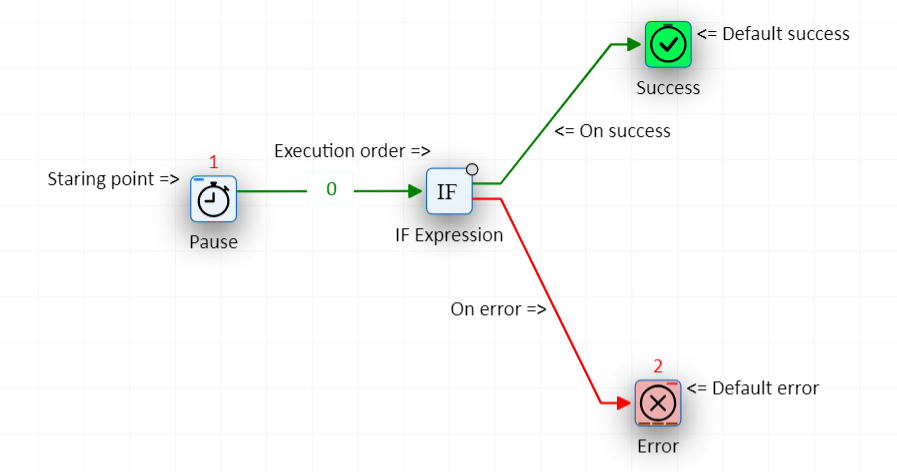 <= Default success
Success
<= On success
Execution order =>
1
Staring point =>
0
IF
Pause
IF Expression
On error =>
2
<= Default error
Error